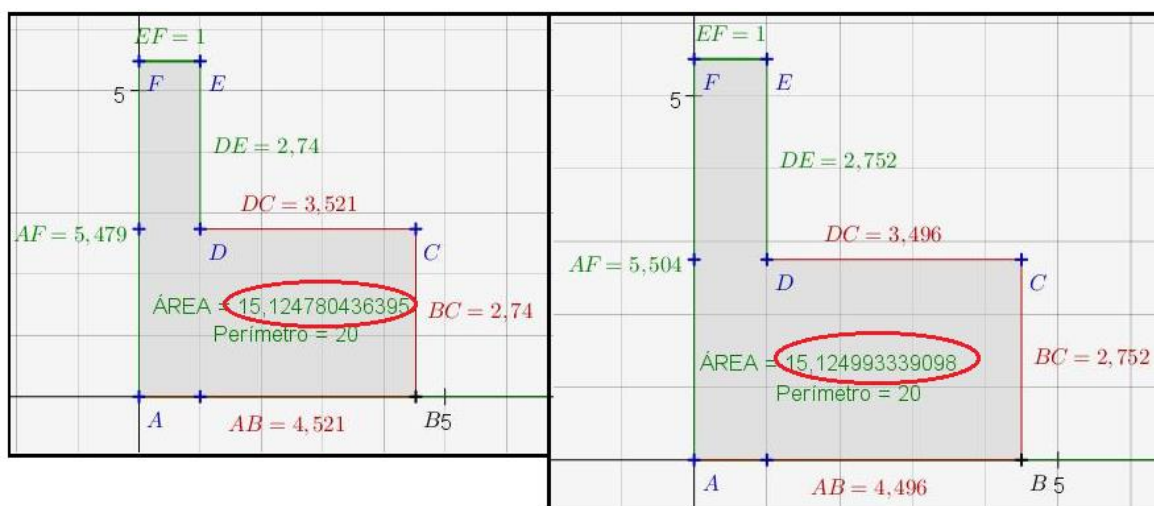 EF = 1
F
E
5
DE = 2,74
DC = 3,521
AF = 5,479
D
C
ÁREA = 15,124780436395
BC = 2,74
Perímetro = 20
A
AB = 4,521
B
5
EF = 1
F
E
5
DE = 2,752
DC = 3,496
AF = 5,504
D
C
ÁREA = 15,124993339098
BC = 2,752
Perímetro = 20
A
AB = 4,496
B
5